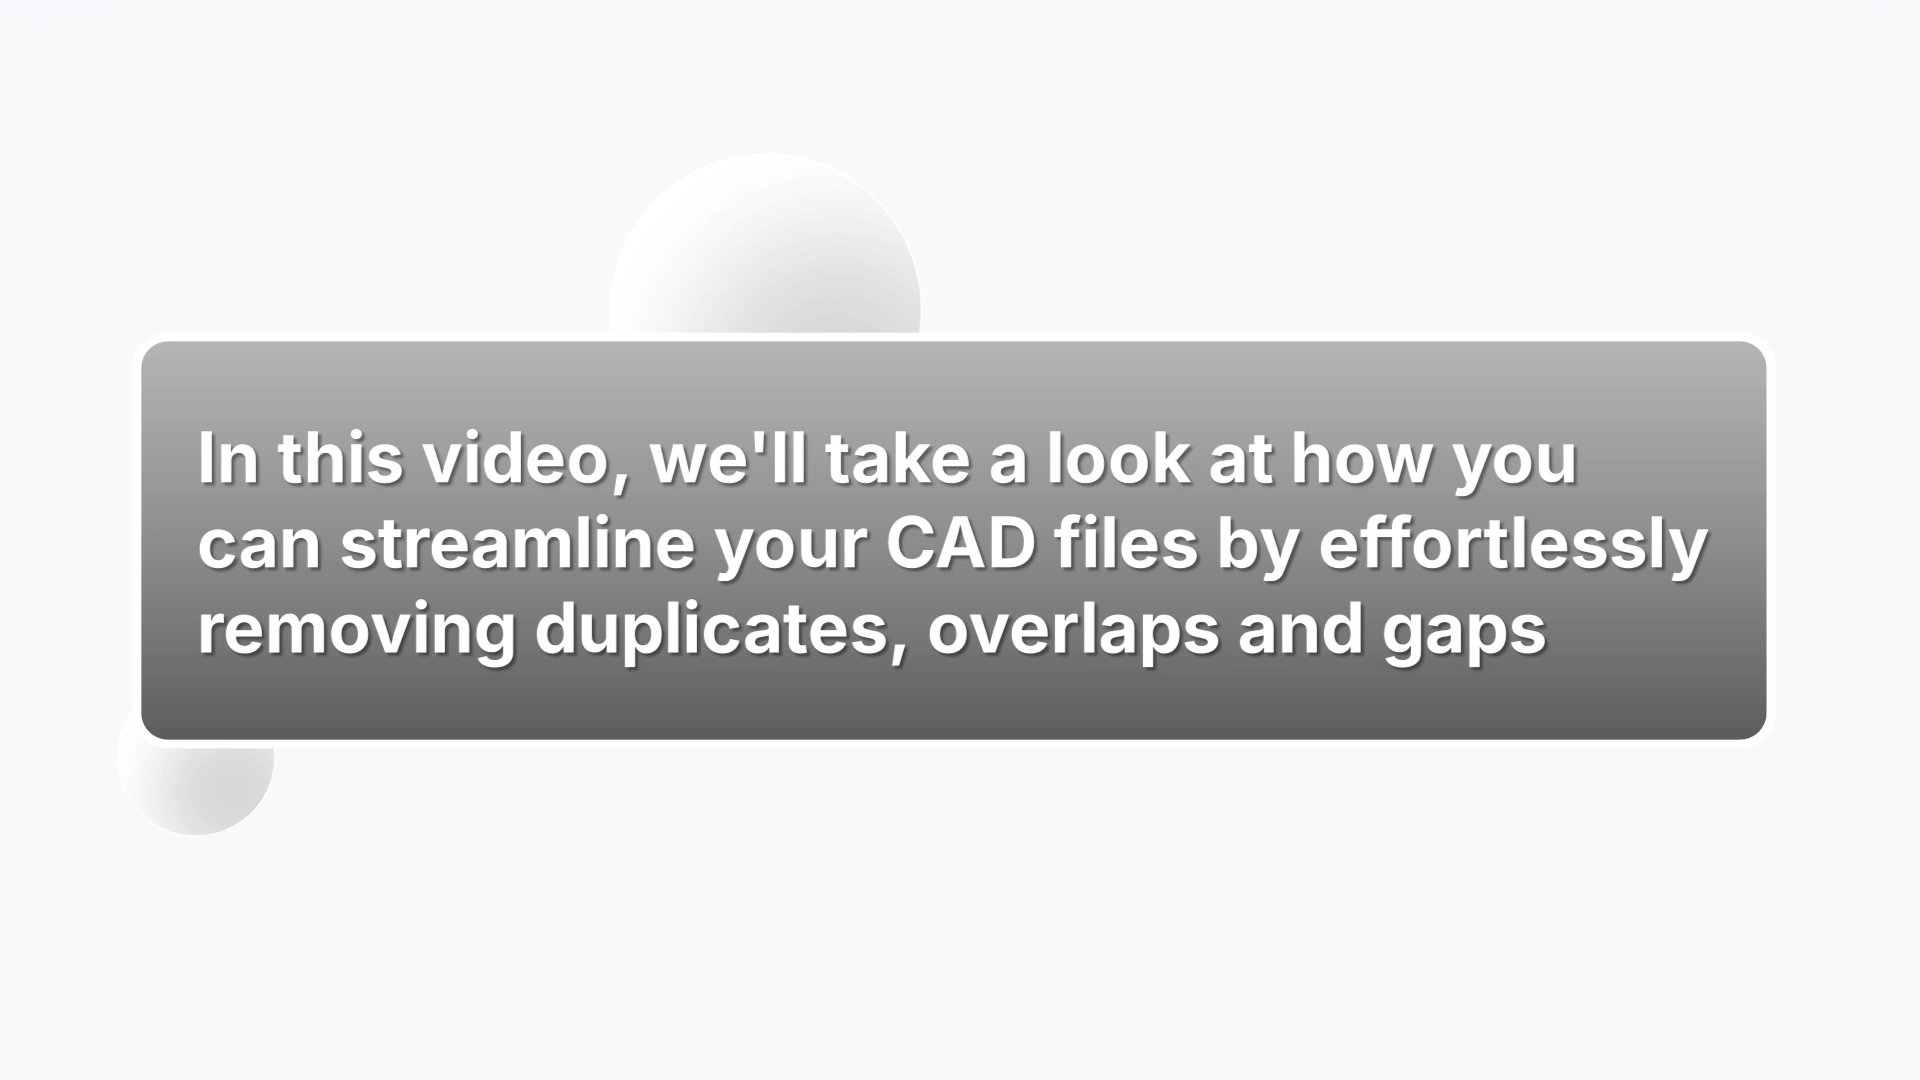 In this video, we'll take a look at how you
can streamline your CAD files by effortlessly
removing duplicates, overlaps and gaps